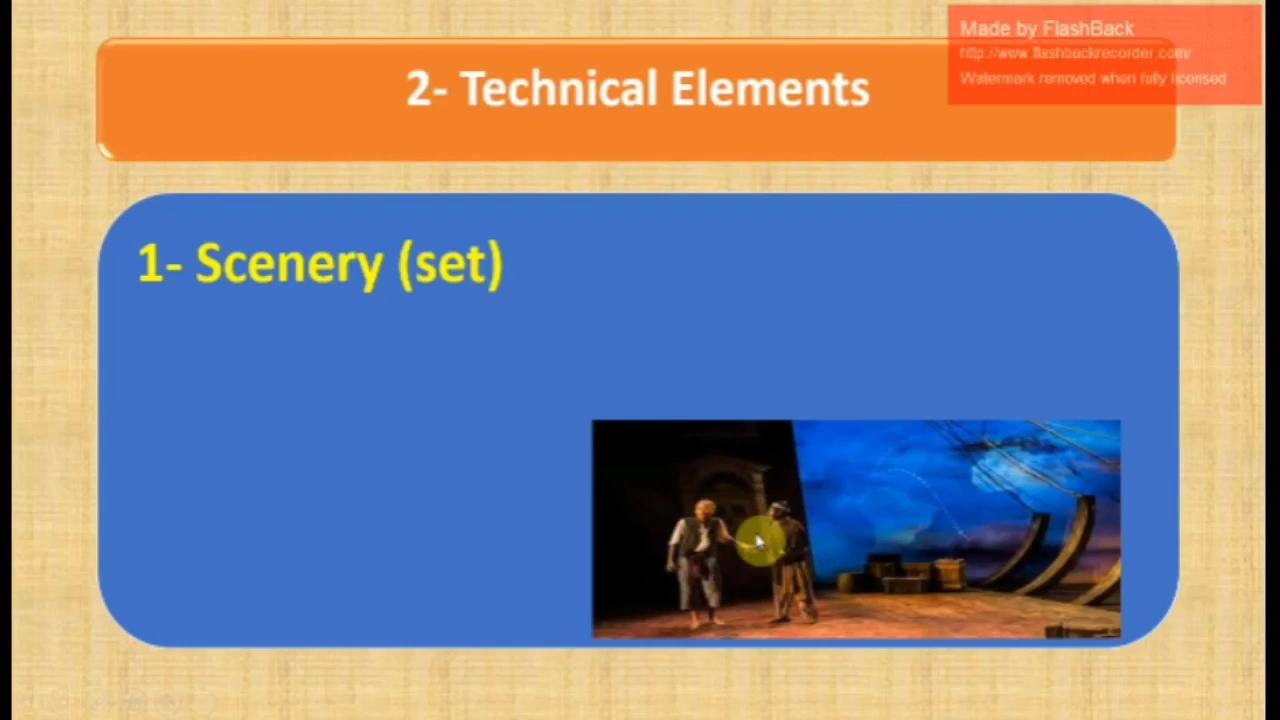 Made by FlashBack
http://www.flashbackrecorder.com/
Watermark removed when fully licensed
2- Technical Elements
1- Scenery (set)